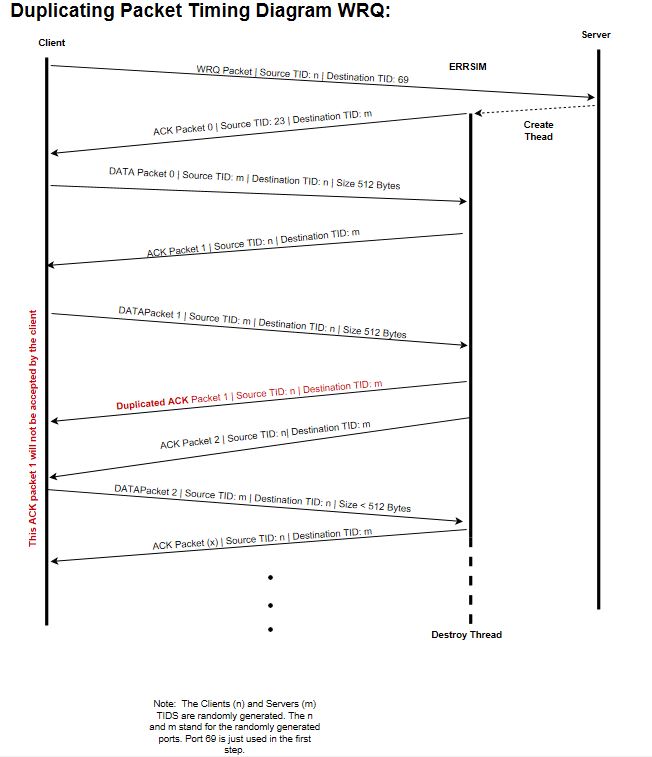 Duplicating Packet Timing Diagram WRQ:
Client
Server
ERRSIM
WRQ Packet | Source TID: n | Destination TID: 69
Create
Thead
ACK Packet 0 | Source TID: 23 | Destination TID: m
DATA Packet 0 | Source TID: m | Destination TID: n | Size 512 Bytes
ACK Packet 1 | Source TID: n | Destination TID: m
DATAPacket 1 | Source TID: m | Destination TID: n | Size 512 Bytes
This ACK packet 1 will not be accepted by the client
Duplicated ACK Packet 1 | Source TID: n | Destination TID: m
ACK Packet 2 | Source TID: n| Destination TID: m
DATAPacket 2 | Source TID: m | Destination TID: n | Size < 512 Bytes
ACK Packet (x) | Source TID: n | Destination TID: m
Destroy Thread
Note: The Clients (n) and Servers (m)
TIDS are randomly generated. The n
and m stand for the randomly generated
ports. Port 69 is just used in the first
step.